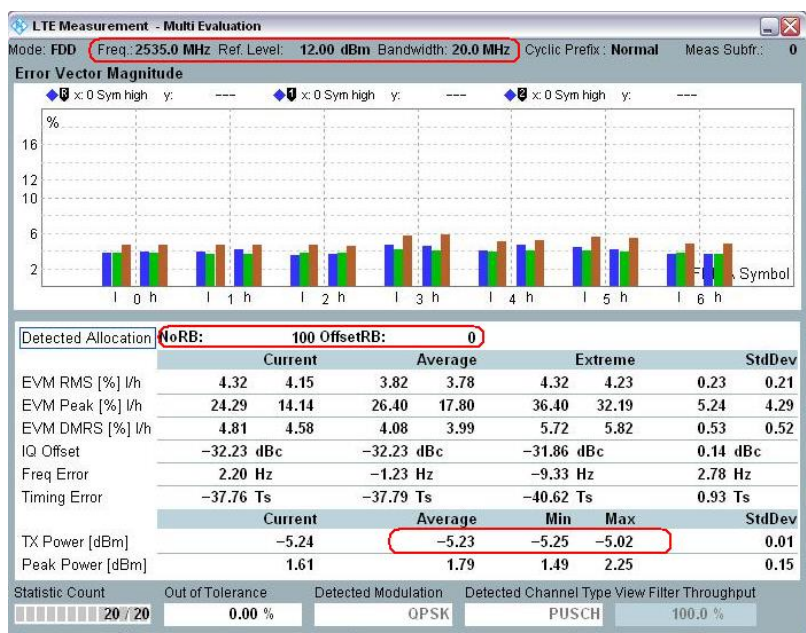 LTE Measurement - Multi Evaluation
Mode: FDD Freq.: 2535.0 MHz Ref. Level: 12.00 dBm Bandwidth: 20.0 MHz Cyclic Prefix: Normal Meas Subfr.: 0
Error Vector Magnitude
R x: 0 Sym high y: --- 1 x: 0 Sym high y: --- 2 x: 0 Sym high y: ---
%
16
12
10
6
2
Symbol
l 0 h l 1 h l 2 h l 3 h l 4 h l 5 h l 6 h
Detected Allocation NoRB: 100 OffsetRB: 0
Current Average Extreme StdDev
EVM RMS [%] l/h 4.32 4.15 3.82 3.78 4.32 4.23 0.23 0.21
EVM Peak [%] l/h 24.29 14.14 26.40 17.80 36.40 32.19 5.24 4.29
EVM DMRS [%] l/h 4.81 4.58 4.08 3.99 5.72 5.82 0.53 0.52
IQ Offset −32.23 dBc −32.23 dBc −31.86 dBc 0.14 dBc
Freq Error 2.20 Hz −1.23 Hz −9.33 Hz 2.78 Hz
Timing Error −37.76 Ts −37.79 Ts −40.62 Ts 0.93 Ts
Current Average Min Max StdDev
TX Power [dBm] −5.24 −5.23 −5.25 −5.02 0.01
Peak Power [dBm] 1.61 1.79 1.49 2.25 0.15
Statistic Count Out of Tolerance Detected Modulation Detected Channel Type View Filter Throughput
20 / 20 0.00 % QPSK PUSCH 100.0 %